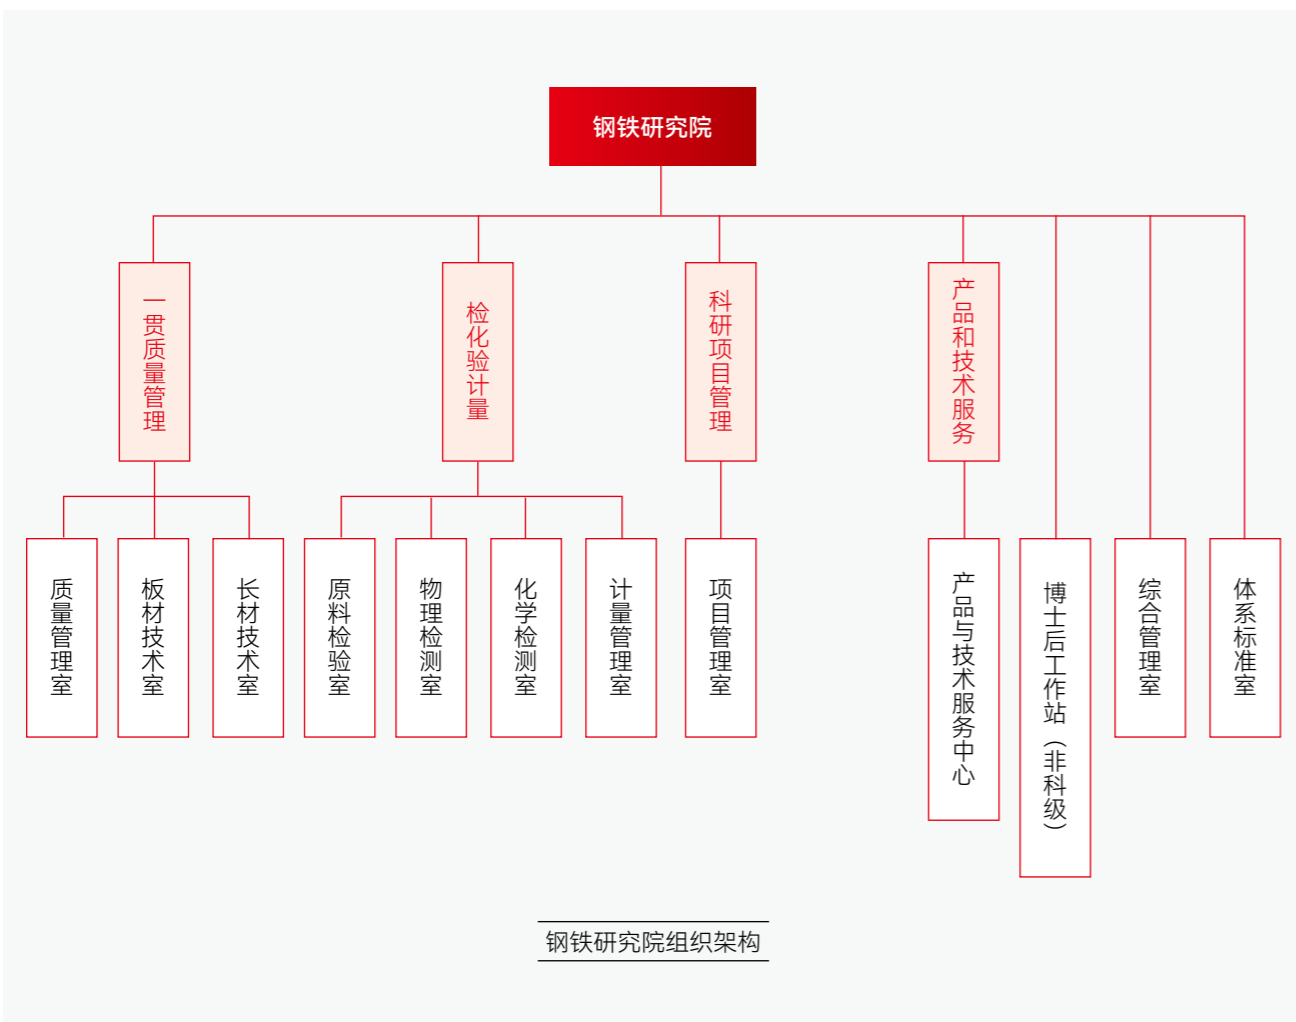 钢铁研究院
一贯质量管理
检化验计量
科研项目管理
产品和技术服务
质量管理室
板材技术室
长材技术室
原料检验室
物理检测室
化学检测室
计量管理室
项目管理室
产品与技术服务中心
博士后工作站（非科级）
综合管理室
体系标准室
钢铁研究院组织架构